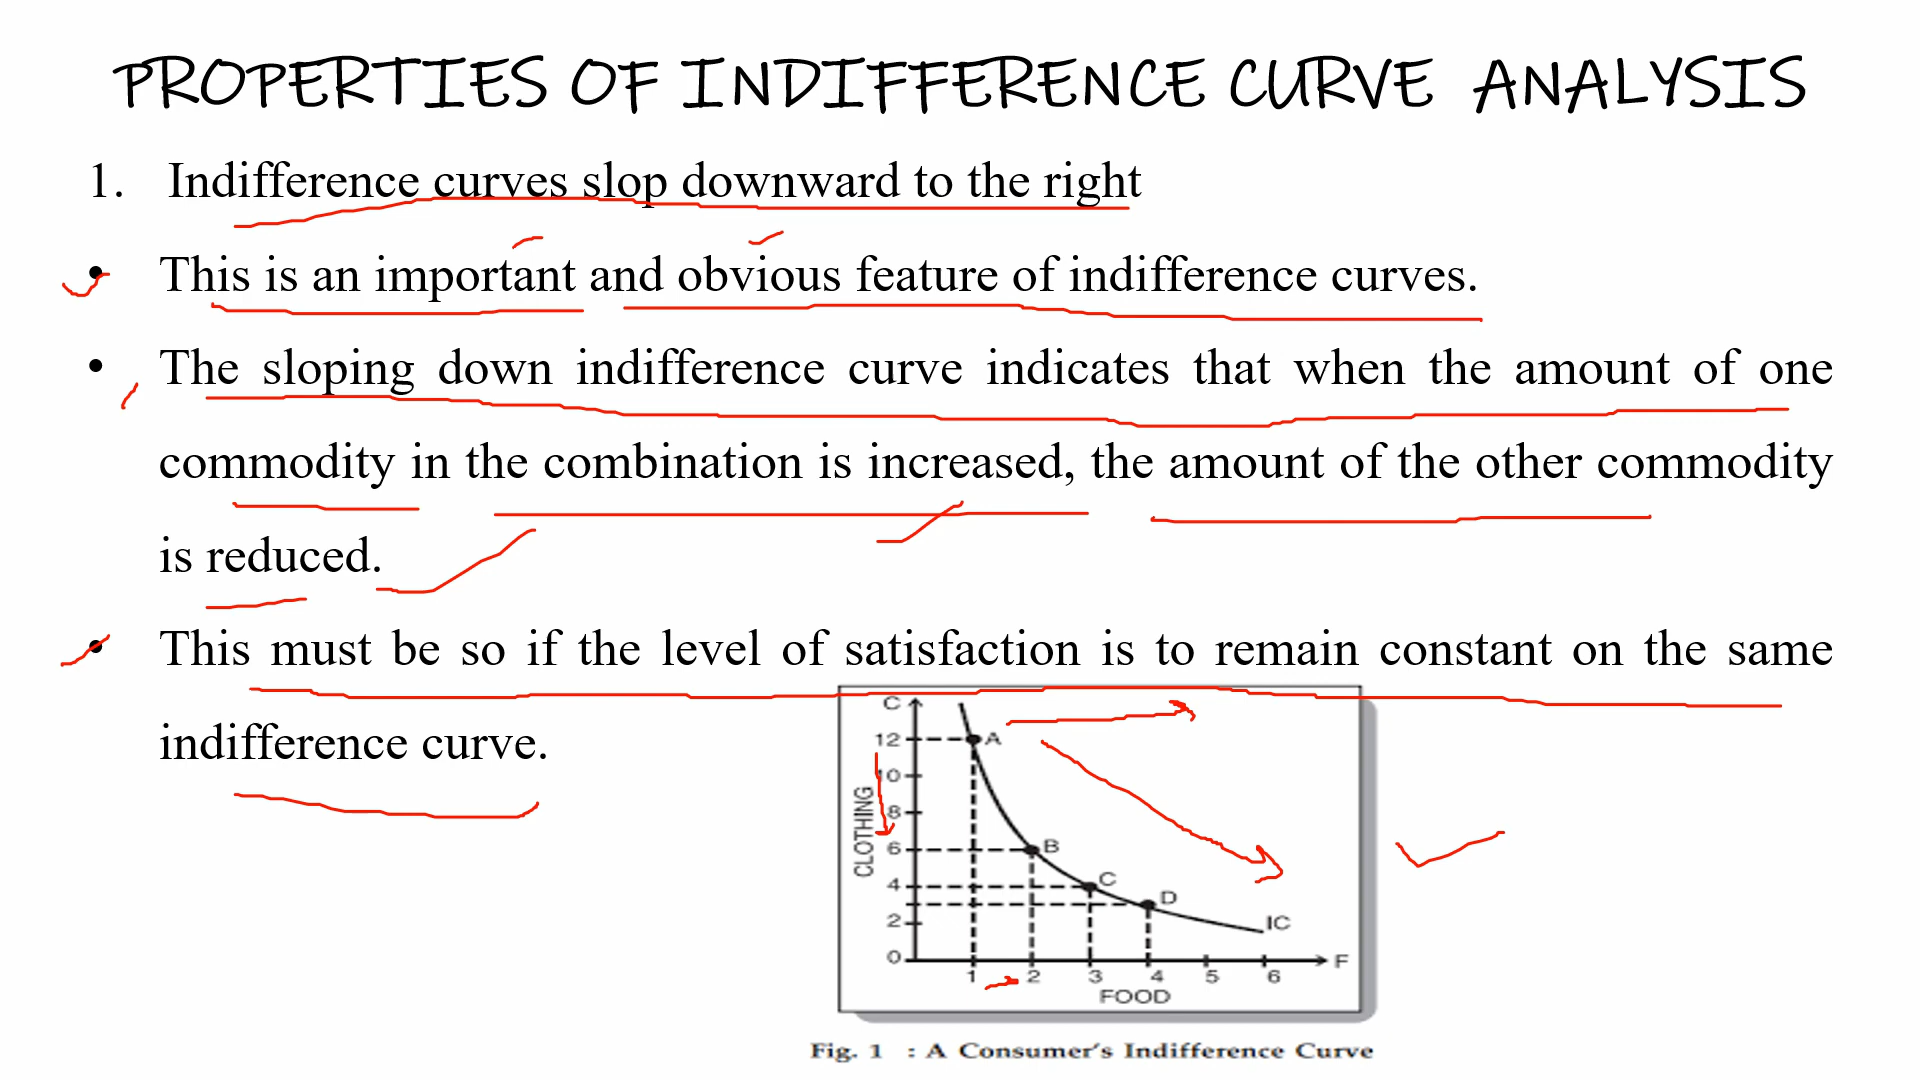 PROPERTIES OF INDIFFERENCE CURVE ANALYSIS
1. Indifference curves slop downward to the right
• This is an important and obvious feature of indifference curves.
• The sloping down indifference curve indicates that when the amount of one
commodity in the combination is increased, the amount of the other commodity
is reduced.
• This must be so if the level of satisfaction is to remain constant on the same
indifference curve.
C
12
A
10
8
CLOTHING
6
B
4
C
D
2
IC
0
F
1 2 3 4 5 6
FOOD
Fig. 1 : A Consumer's Indifference Curve